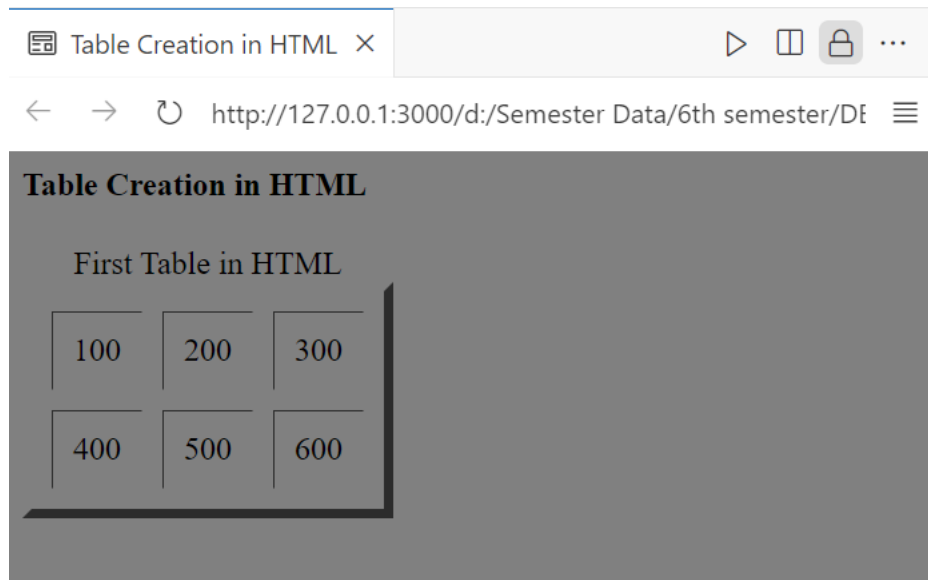 Table Creation in HTML
http://127.0.0.1:3000/d:/Semester Data/6th semester/DE
Table Creation in HTML
First Table in HTML
100 200 300
400 500 600